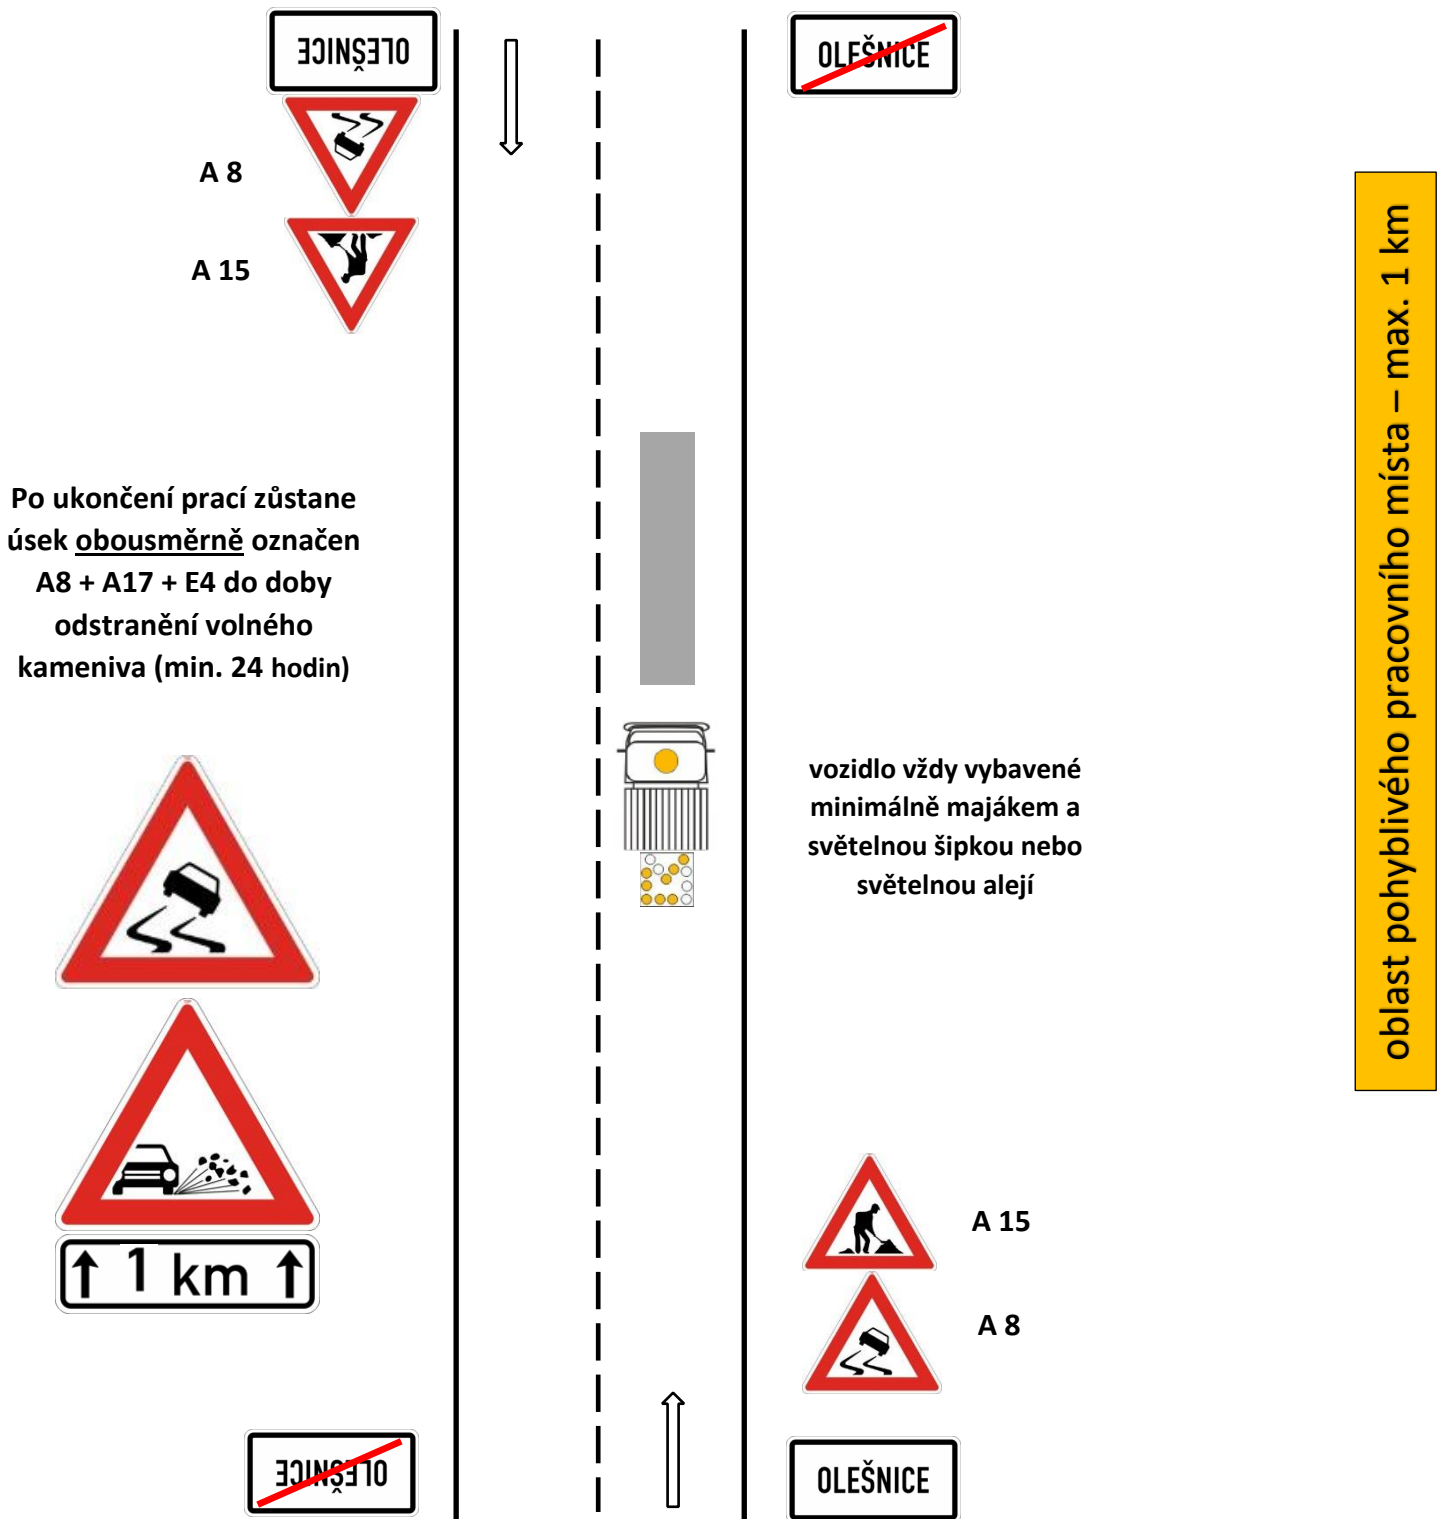 OLEŠNICE
OLEŠNICE
A 8
A 15
oblast pohyblivého pracovního místa – max. 1 km
Po ukončení prací zůstane
úsek obousměrně označen
A8 + A17 + E4 do doby
odstranění volného
kameniva (min. 24 hodin)
vozidlo vždy vybavené
minimálně majákem a
světelnou šipkou nebo
světelnou alejí
1 km
A 15
A 8
OLEŠNICE
OLEŠNICE